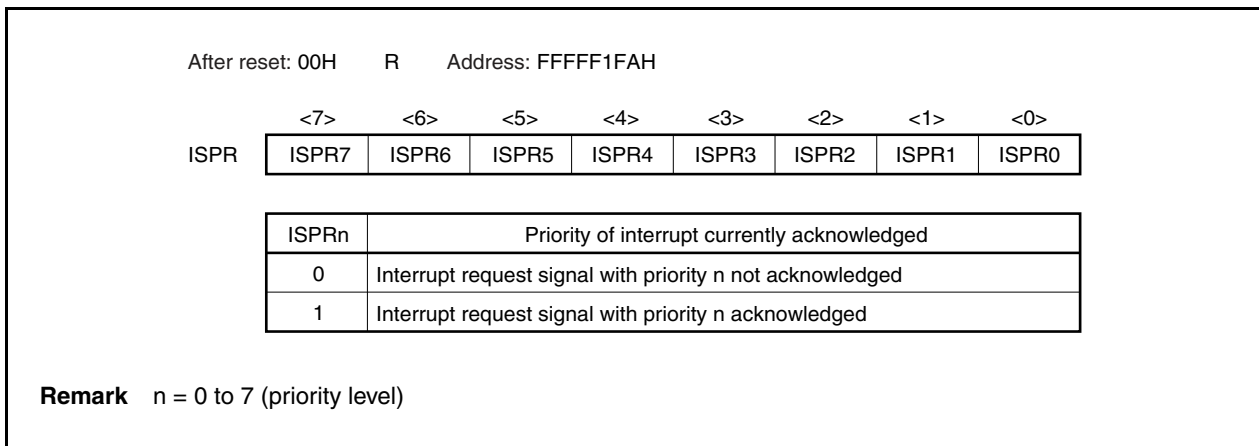 After reset: 00H R Address: FFFFF1FAH
<7> <6> <5> <4> <3> <2> <1> <0>
ISPR ISPR7 ISPR6 ISPR5 ISPR4 ISPR3 ISPR2 ISPR1 ISPR0
ISPRn Priority of interrupt currently acknowledged
0 Interrupt request signal with priority n not acknowledged
1 Interrupt request signal with priority n acknowledged
Remark n = 0 to 7 (priority level)